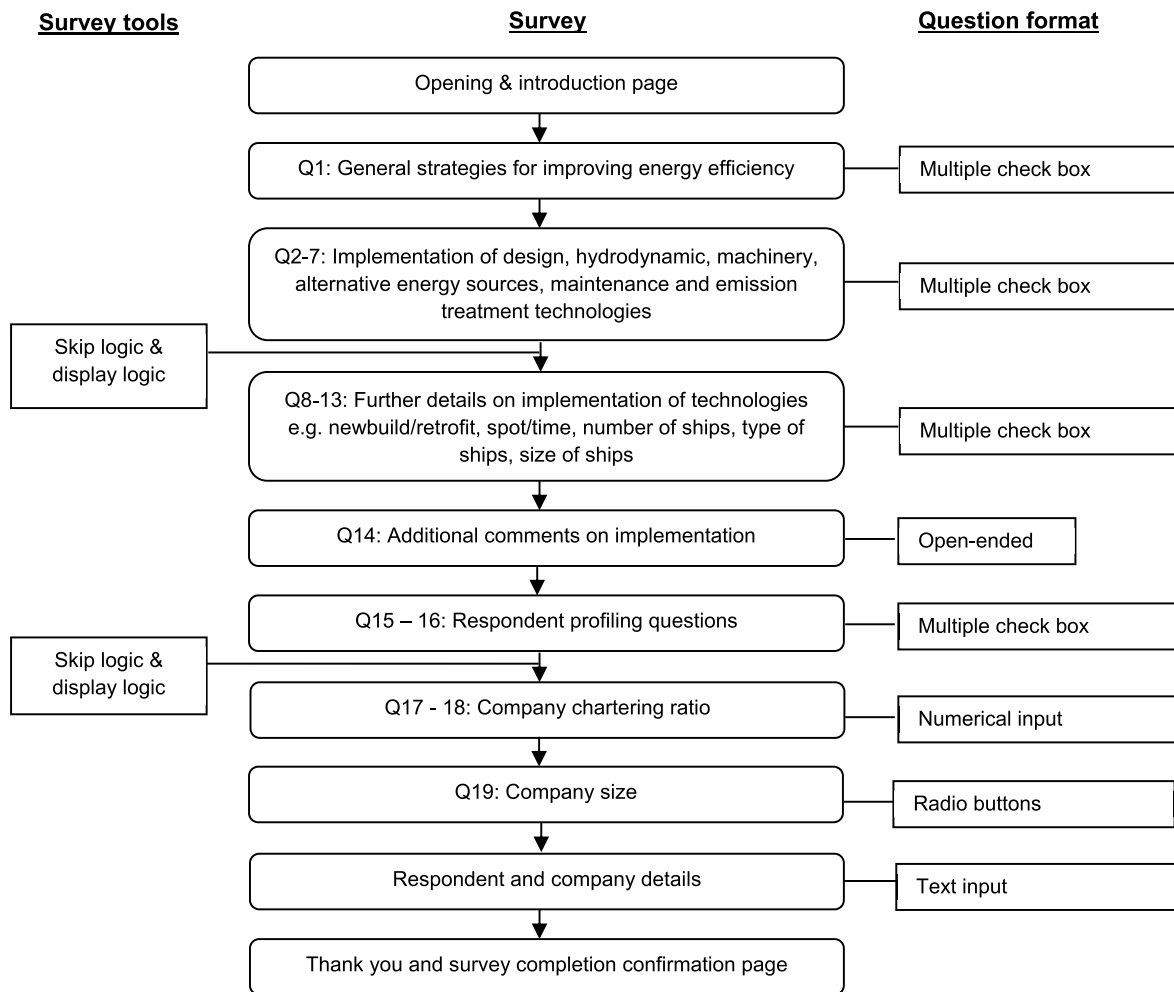 Survey tools
Survey
Question format
Opening & introduction page
Q1: General strategies for improving energy efficiency
Multiple check box
Q2-7: Implementation of design, hydrodynamic, machinery,
alternative energy sources, maintenance and emission
treatment technologies
Multiple check box
Skip logic &
display logic
Q8-13: Further details on implementation of technologies
e.g. newbuild/retrofit, spot/time, number of ships, type of
ships, size of ships
Multiple check box
Q14: Additional comments on implementation
Open-ended
Q15 – 16: Respondent profiling questions
Multiple check box
Skip logic &
display logic
Q17 - 18: Company chartering ratio
Numerical input
Q19: Company size
Radio buttons
Respondent and company details
Text input
Thank you and survey completion confirmation page